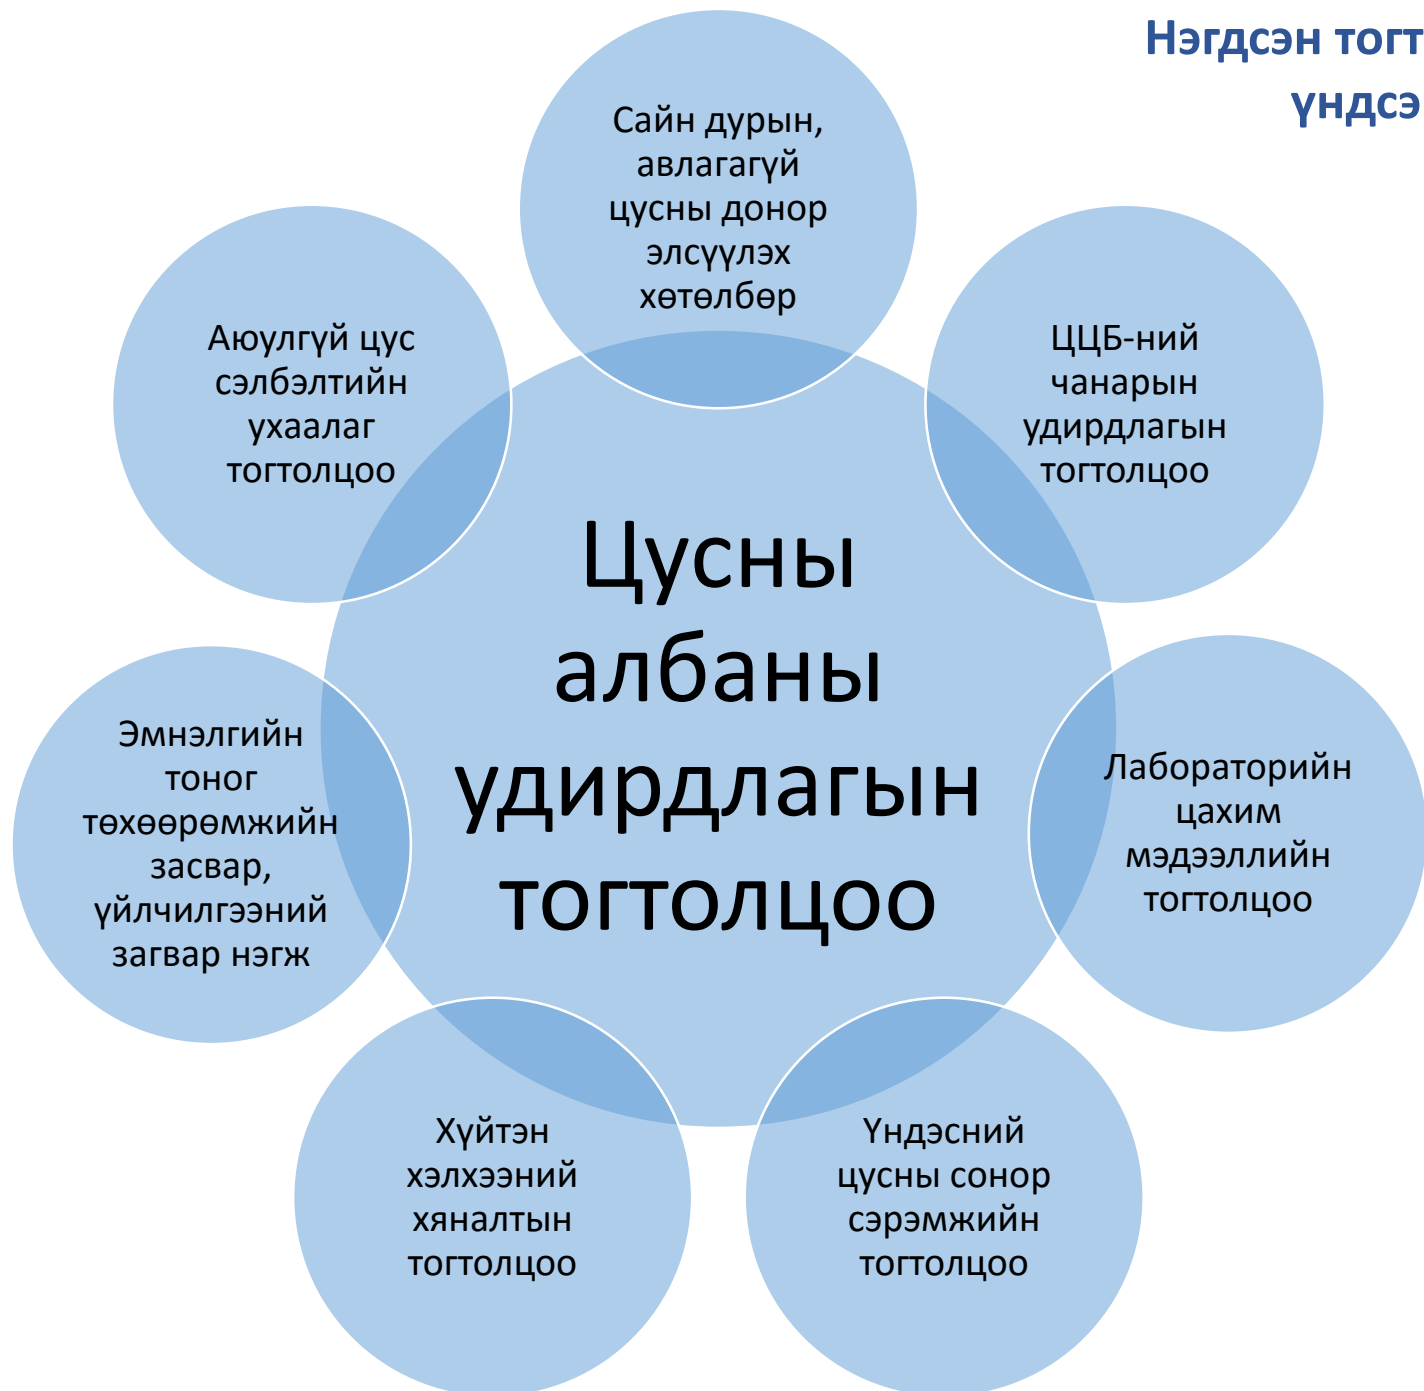 Нэгдсэн тогт
үндсэ
Сайн дурын,
авлагагүй
цусны донор
элсүүлэх
хөтөлбөр
ЦЦБ-ний
чанарын
удирдлагын
тогтолцоо
Лабораторийн
цахим
мэдээллийн
тогтолцоо
Үндэсний
цусны сонор
сэрэмжийн
тогтолцоо
Хүйтэн
хэлхээний
хяналтын
тогтолцоо
Эмнэлгийн
тоног
төхөөрөмжийн
засвар,
үйлчилгээний
загвар нэгж
Аюулгүй цус
сэлбэлтийн
ухаалаг
тогтолцоо
Цусны
албаны
удирдлагын
тогтолцоо